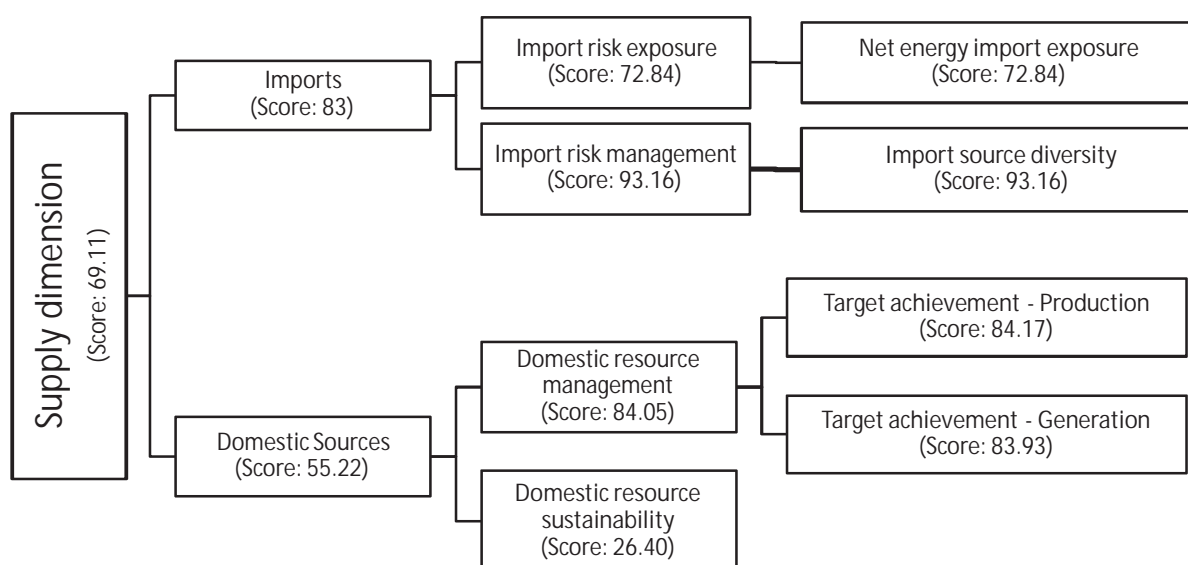 Supply dimension
(Score: 69.11)
Imports
(Score: 83)
Import risk exposure
(Score: 72.84)
Net energy import exposure
(Score: 72.84)
Import risk management
(Score: 93.16)
Import source diversity
(Score: 93.16)
Domestic Sources
(Score: 55.22)
Domestic resource
management
(Score: 84.05)
Target achievement - Production
(Score: 84.17)
Target achievement - Generation
(Score: 83.93)
Domestic resource
sustainability
(Score: 26.40)